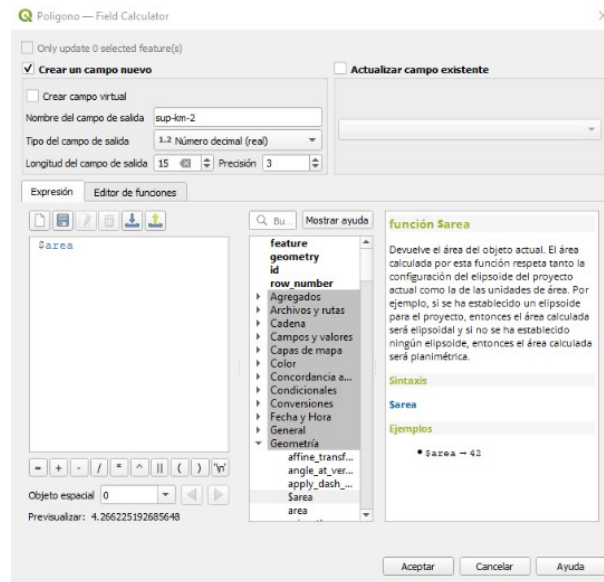 Poligono — Field Calculator
Only update 0 selected feature(s)
Crear un campo nuevo
Actualizar campo existente
Crear campo virtual
Nombre del campo de salida sup-km-2
Tipo del campo de salida 1.2 Número decimal (real)
Longitud del campo de salida 15 Precisión 3
Expresión Editor de funciones
$area
= + - / * ^ || ( ) '\n'
Objeto espacial 0
Previsualizar: 4.266225192685648
Bu... Mostrar ayuda
feature
geometry
id
row_number
Agregados
Archivos y rutas
Cadena
Campos y valores
Capas de mapa
Color
Concordancia a...
Condicionales
Conversiones
Fecha y Hora
General
Geometría
affine_transf...
angle_at_ver...
apply_dash_...
$area
area
función $area
Devuelve el área del objeto actual. El área
calculada por esta función respeta tanto la
configuración del elipsoide del proyecto
actual como la de las unidades de área. Por
ejemplo, si se ha establecido un elipsoide
para el proyecto, entonces el área calculada
será elipsoidal y si no se ha establecido
ningún elipsoide, entonces el área calculada
será planimétrica.
Sintaxis
$area
Ejemplos
$area → 42
Aceptar Cancelar Ayuda